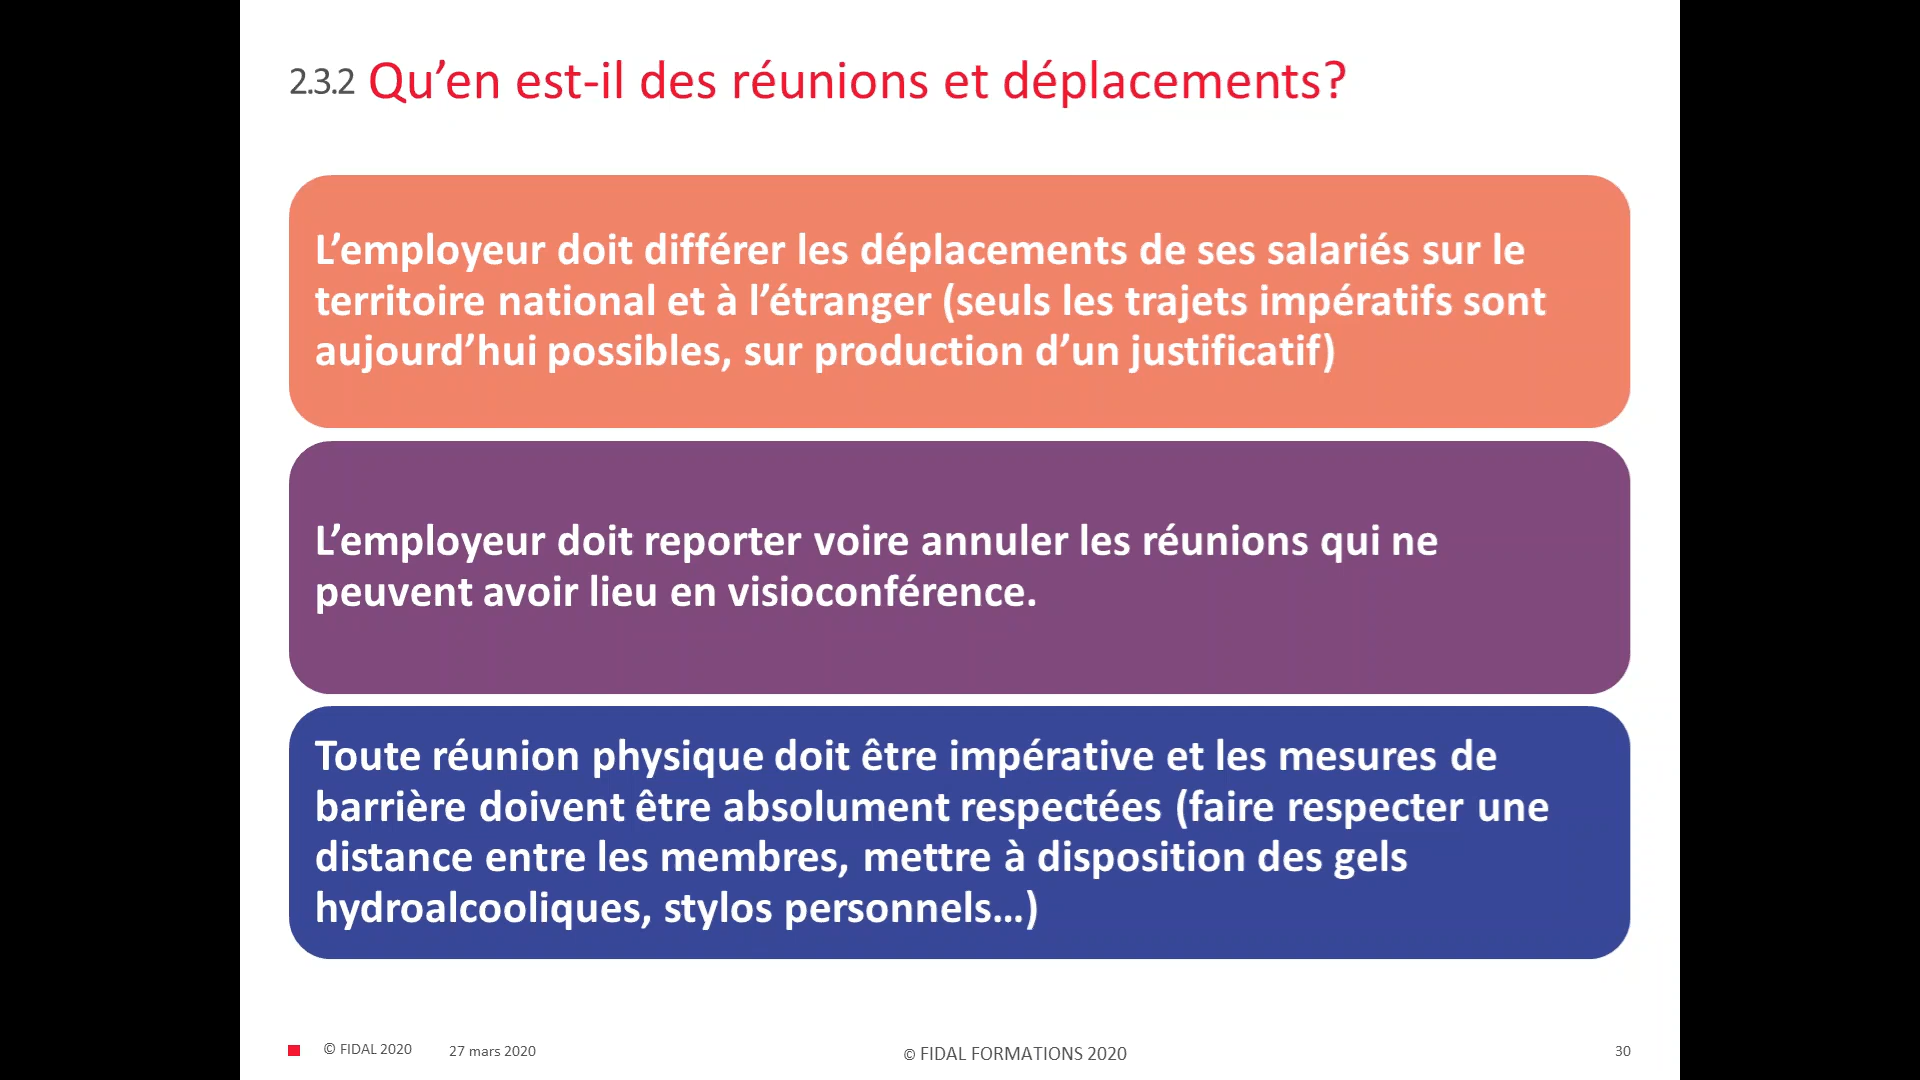 2.3.2 Qu’en est-il des réunions et déplacements?
L’employeur doit différer les déplacements de ses salariés sur le
territoire national et à l’étranger (seuls les trajets impératifs sont
aujourd’hui possibles, sur production d’un justificatif)
L’employeur doit reporter voire annuler les réunions qui ne
peuvent avoir lieu en visioconférence.
Toute réunion physique doit être impérative et les mesures de
barrière doivent être absolument respectées (faire respecter une
distance entre les membres, mettre à disposition des gels
hydroalcooliques, stylos personnels…)
© FIDAL 2020 27 mars 2020 © FIDAL FORMATIONS 2020 30